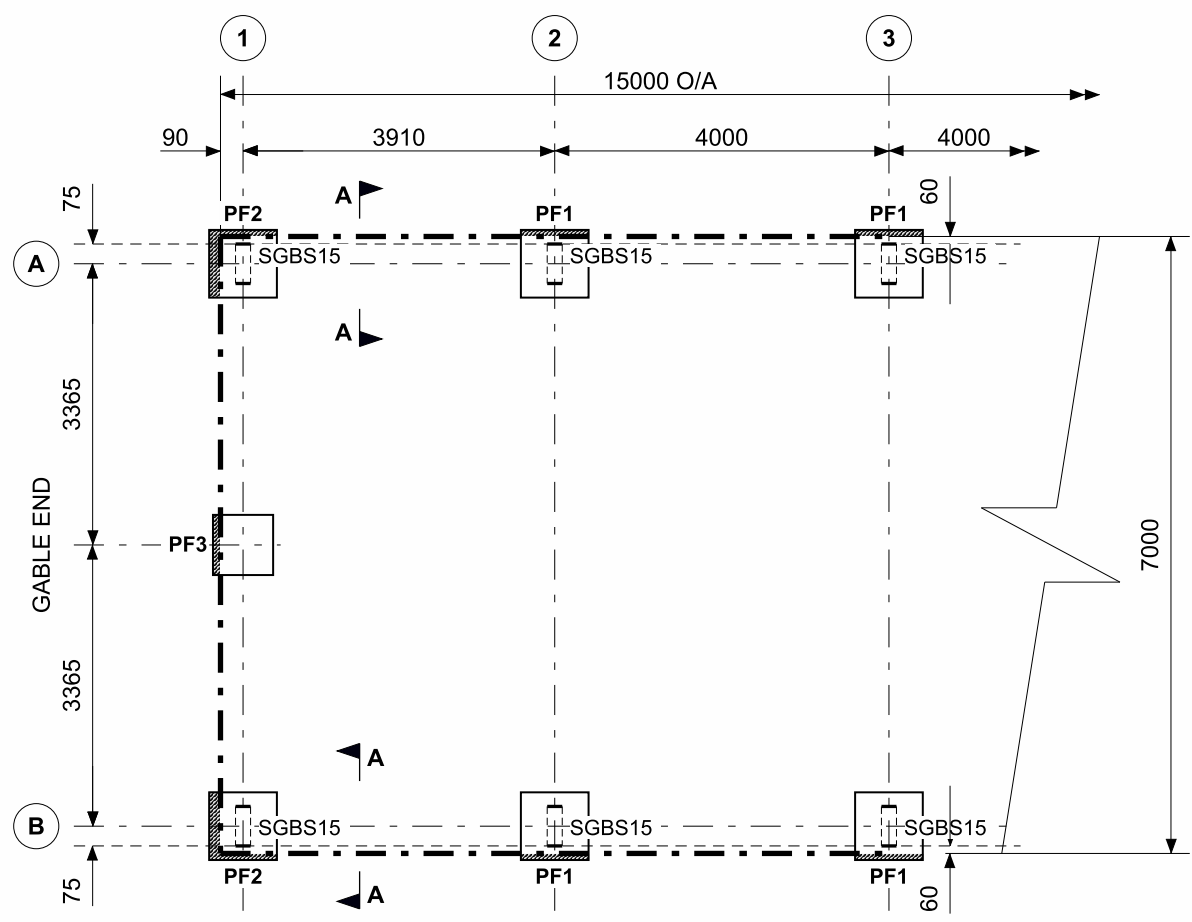 1 2 3
15000 O/A
90 3910 4000 4000
75 A A 60
PF2 PF1 PF1
A SGBS15 SGBS15 SGBS15
A
3365
GABLE END
PF3
7000
3365
A
B SGBS15 SGBS15 SGBS15
PF2 PF1 PF1
75 A 60